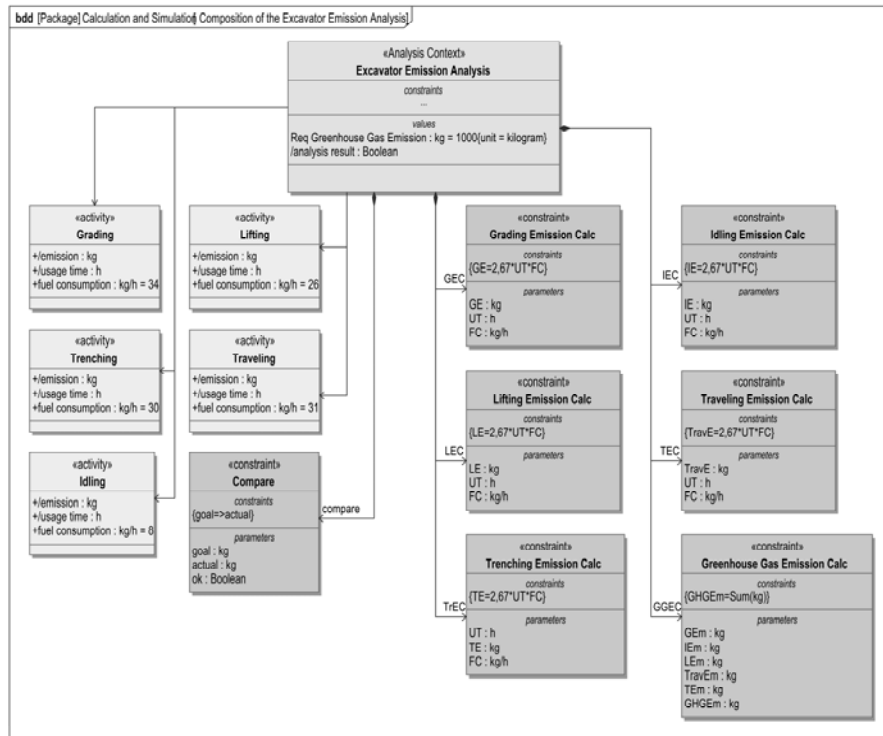 bdd [Package] Calculation and Simulation[ Composition of the Excavator Emission Analysis]
«Analysis Context»
Excavator Emission Analysis
constraints
...
values
Req Greenhouse Gas Emission : kg = 1000{unit = kilogram}
/analysis result : Boolean
«activity»
Grading
+/emission : kg
+/usage time : h
+fuel consumption : kg/h = 34
«activity»
Lifting
+/emission : kg
+/usage time : h
+fuel consumption : kg/h = 26
«activity»
Trenching
+/emission : kg
+/usage time : h
+fuel consumption : kg/h = 30
«activity»
Traveling
+/emission : kg
+/usage time : h
+fuel consumption : kg/h = 31
«activity»
Idling
+/emission : kg
+/usage time : h
+fuel consumption : kg/h = 8
«constraint»
Compare
constraints
{goal=>actual}
parameters
goal : kg
actual : kg
ok : Boolean
compare
GEC
«constraint»
Grading Emission Calc
constraints
{GE=2,67*UT*FC}
parameters
GE : kg
UT : h
FC : kg/h
IEC
«constraint»
Idling Emission Calc
constraints
{IE=2,67*UT*FC}
parameters
IE : kg
UT : h
FC : kg/h
LEC
«constraint»
Lifting Emission Calc
constraints
{LE=2,67*UT*FC}
parameters
LE : kg
UT : h
FC : kg/h
TEC
«constraint»
Traveling Emission Calc
constraints
{TravE=2,67*UT*FC}
parameters
TravE : kg
UT : h
FC : kg/h
TrEC
«constraint»
Trenching Emission Calc
constraints
{TE=2,67*UT*FC}
parameters
UT : h
TE : kg
FC : kg/h
GGEC
«constraint»
Greenhouse Gas Emission Calc
constraints
{GHGEm=Sum(kg)}
parameters
GEm : kg
IEm : kg
LEm : kg
TravEm : kg
TEm : kg
GHGEm : kg